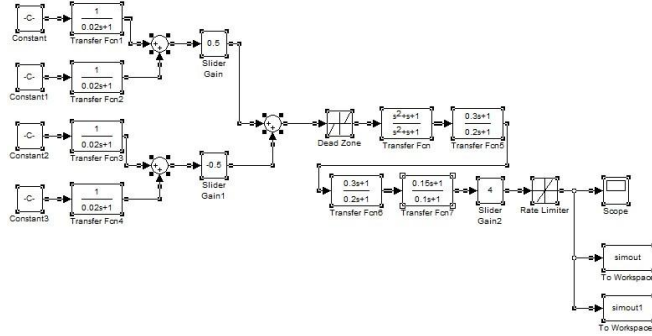 -C-
Constant
1
0.02s+1
Transfer Fcn1
0.5
Slider
Gain
-C-
Constant1
1
0.02s+1
Transfer Fcn2
-C-
Constant2
1
0.02s+1
Transfer Fcn3
-0.5
Slider
Gain1
-C-
Constant3
1
0.02s+1
Transfer Fcn4
Dead Zone
s²+s+1
s²+s+1
Transfer Fcn
0.3s+1
0.2s+1
Transfer Fcn5
0.3s+1
0.2s+1
Transfer Fcn6
0.15s+1
0.1s+1
Transfer Fcn7
4
Slider
Gain2
Rate Limiter
Scope
simout
To Workspace
simout1
To Workspace